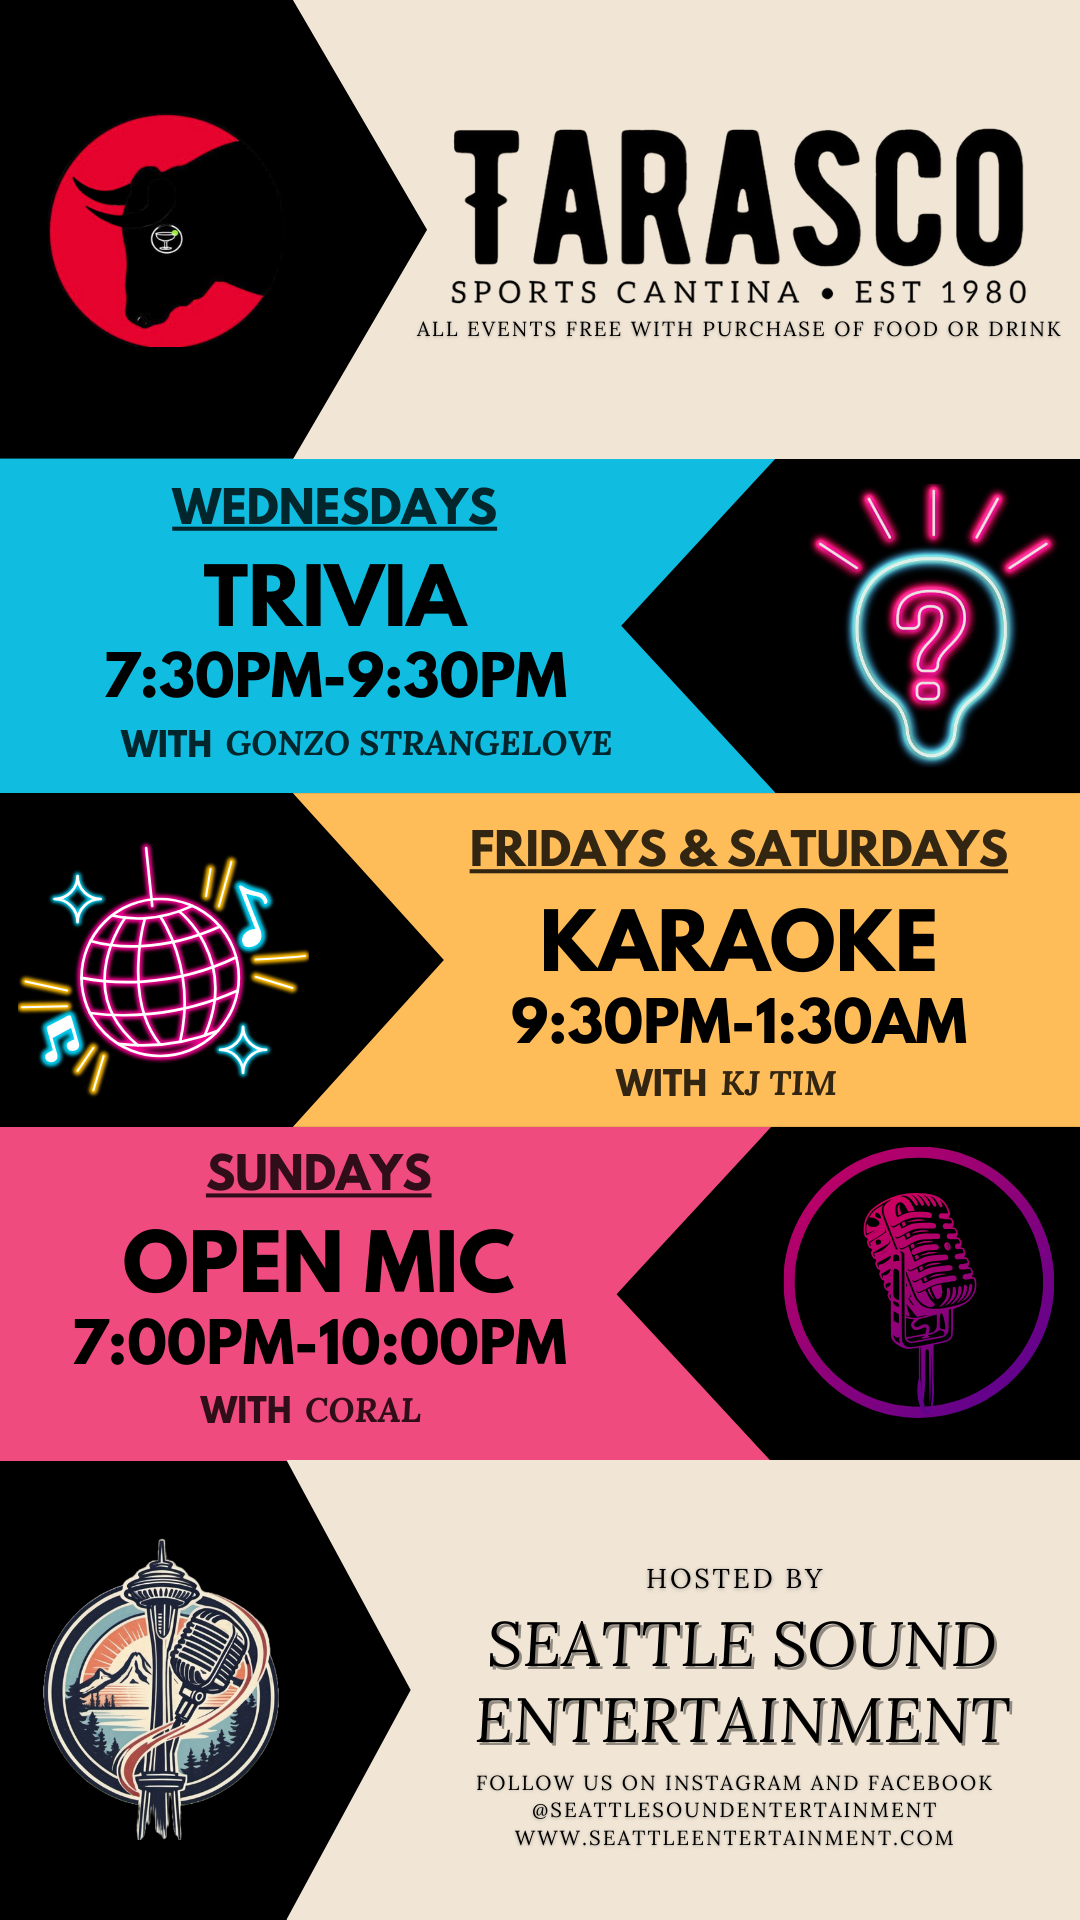 TARASCO
SPORTS CANTINA • EST 1980
ALL EVENTS FREE WITH PURCHASE OF FOOD OR DRINK
WEDNESDAYS
TRIVIA
7:30PM-9:30PM
WITH GONZO STRANGELOVE
?
FRIDAYS & SATURDAYS
KARAOKE
9:30PM-1:30AM
WITH KJ TIM
SUNDAYS
OPEN MIC
7:00PM-10:00PM
WITH CORAL
HOSTED BY
SEATTLE SOUND
ENTERTAINMENT
FOLLOW US ON INSTAGRAM AND FACEBOOK
@SEATTLESOUNDENTERTAINMENT
WWW.SEATTLEENTERTAINMENT.COM